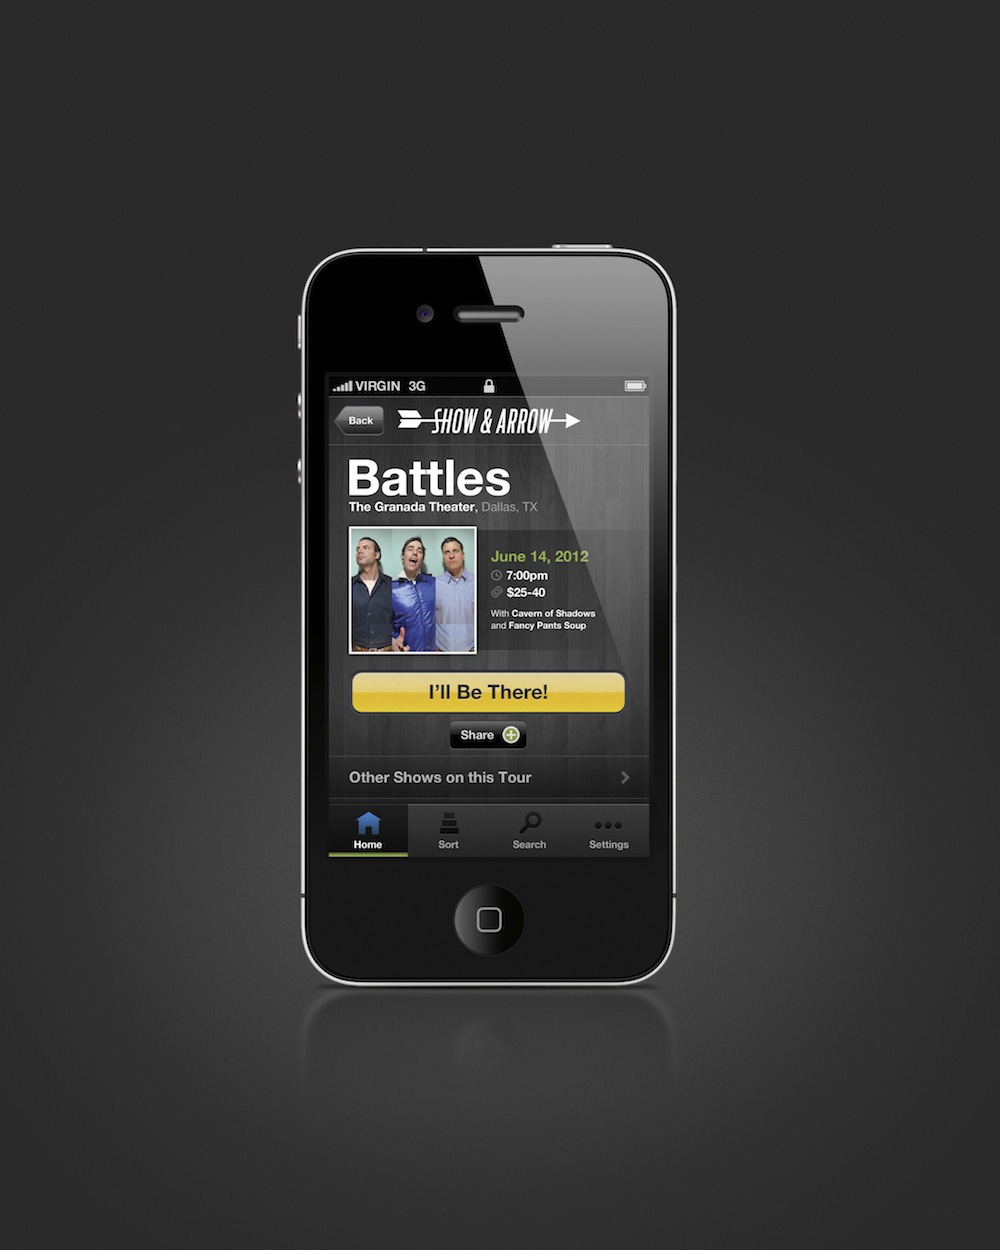 VIRGIN 3G
Back
SHOW & ARROW
Battles
The Granada Theater, Dallas, TX
June 14, 2012
7:00pm
$25-40
With Cavern of Shadows
and Fancy Pants Soup
I'll Be There!
Share
Other Shows on this Tour
Home Sort Search Settings